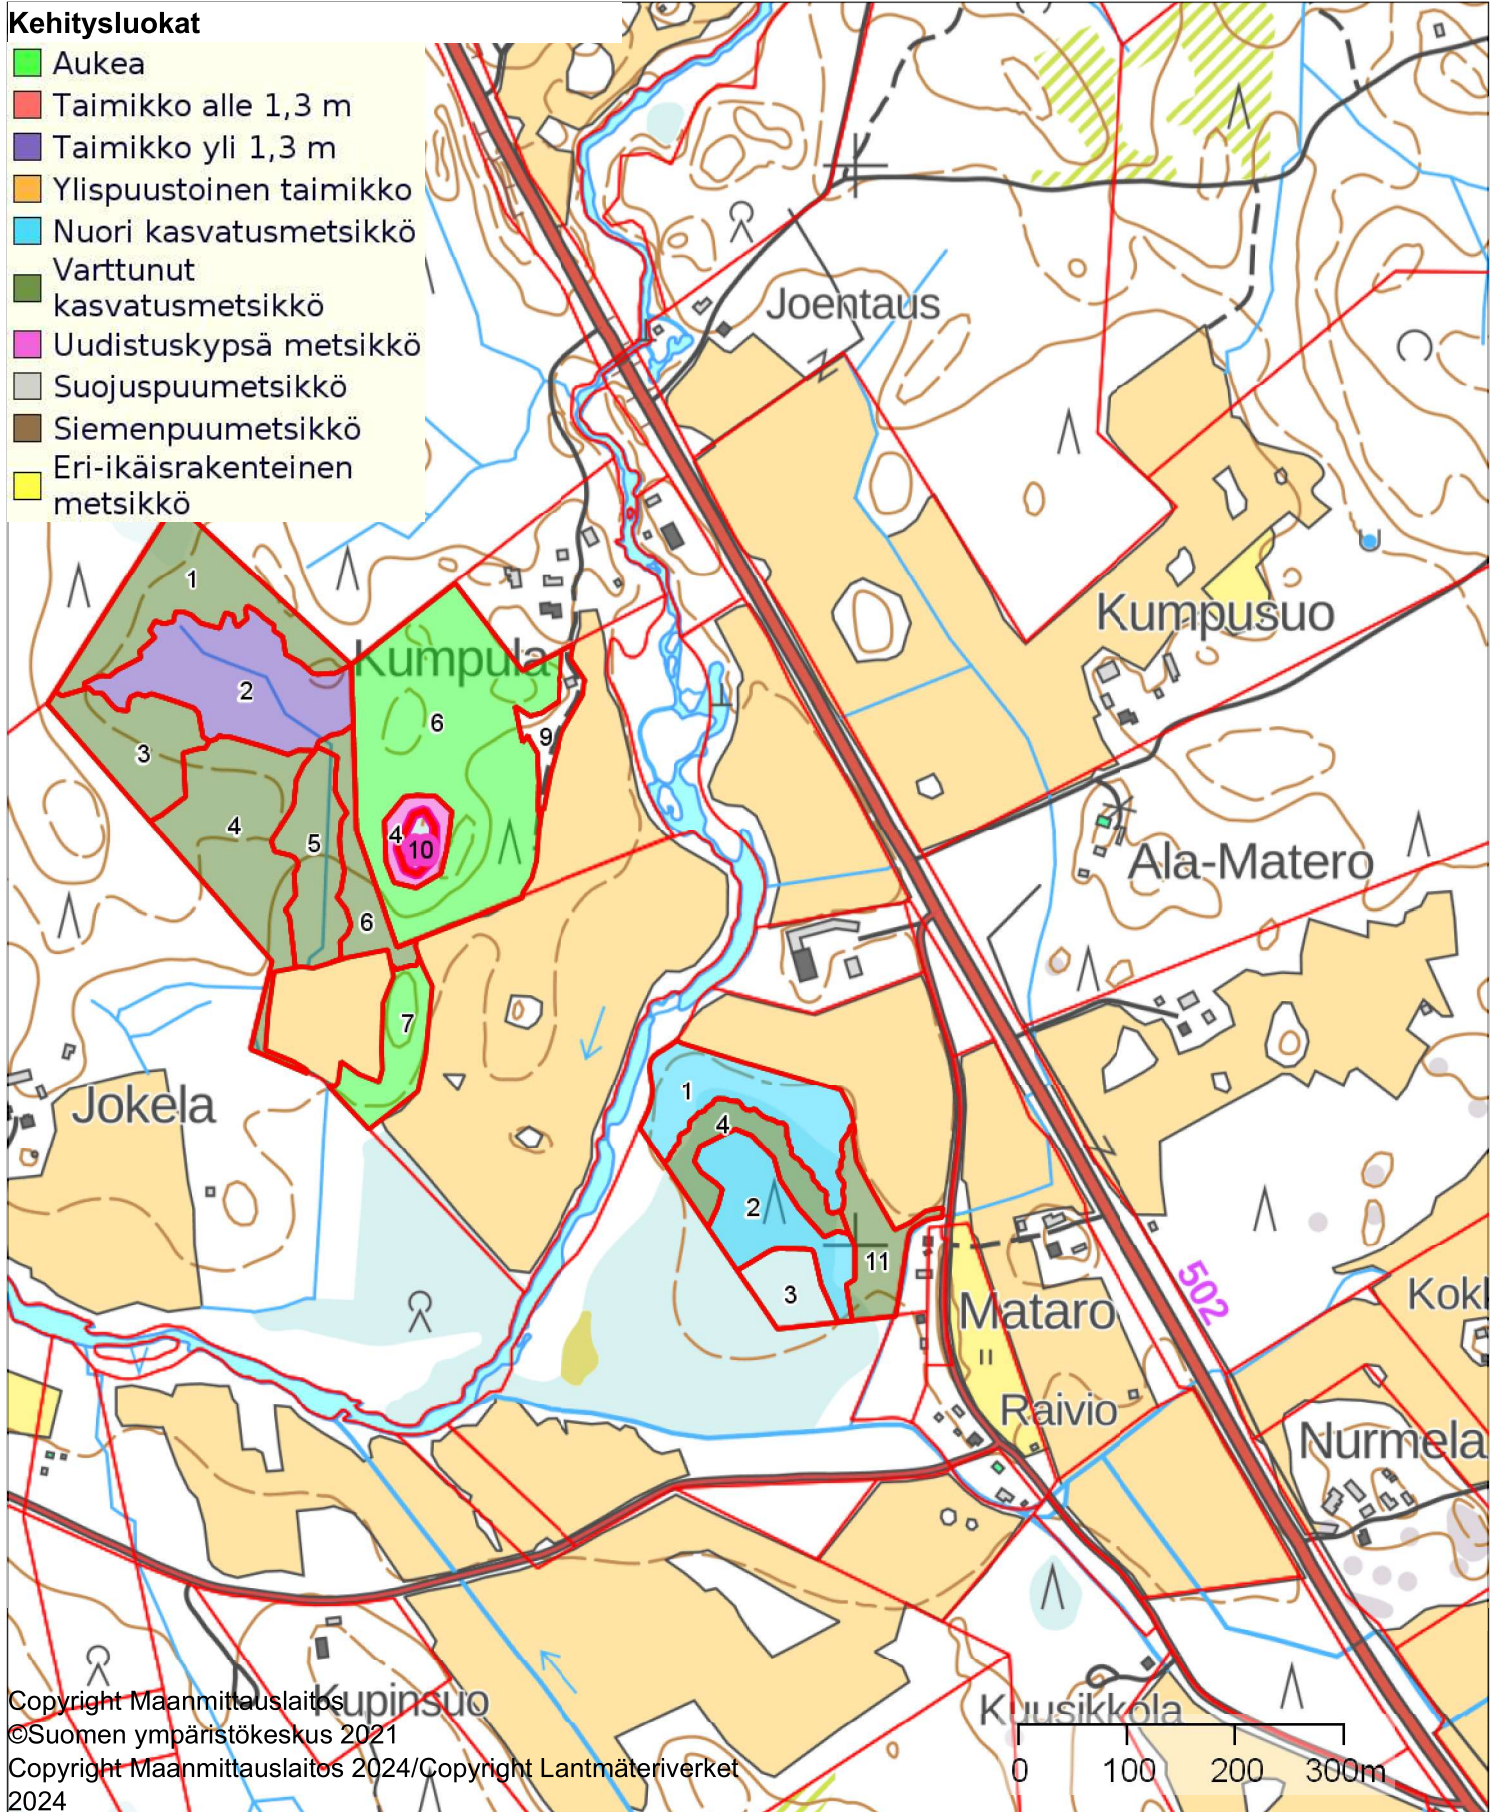 Kehitysluokat
Aukea
Taimikko alle 1,3 m
Taimikko yli 1,3 m
Ylispuustoinen taimikko
Nuori kasvatusmetsikkö
Varttunut
kasvatusmetsikkö
Uudistuskypsä metsikkö
Suojuspuumetsikkö
Siemenpuumetsikkö
Eri-ikäisrakenteinen
metsikkö
Joentaus
1
Kumpusuo
Kumpula
2
6
9
3
4
5
4
10
Ala-Matero
6
7
1
Jokela
4
2
11
3
502
Mataro
Kokk
Raivio
Nurmela
Kupinsuo
Kuusikkola
Copyright Maanmittauslaitos
©Suomen ympäristökeskus 2021
Copyright Maanmittauslaitos 2024/Copyright Lantmäteriverket
2024
0 100 200 300m